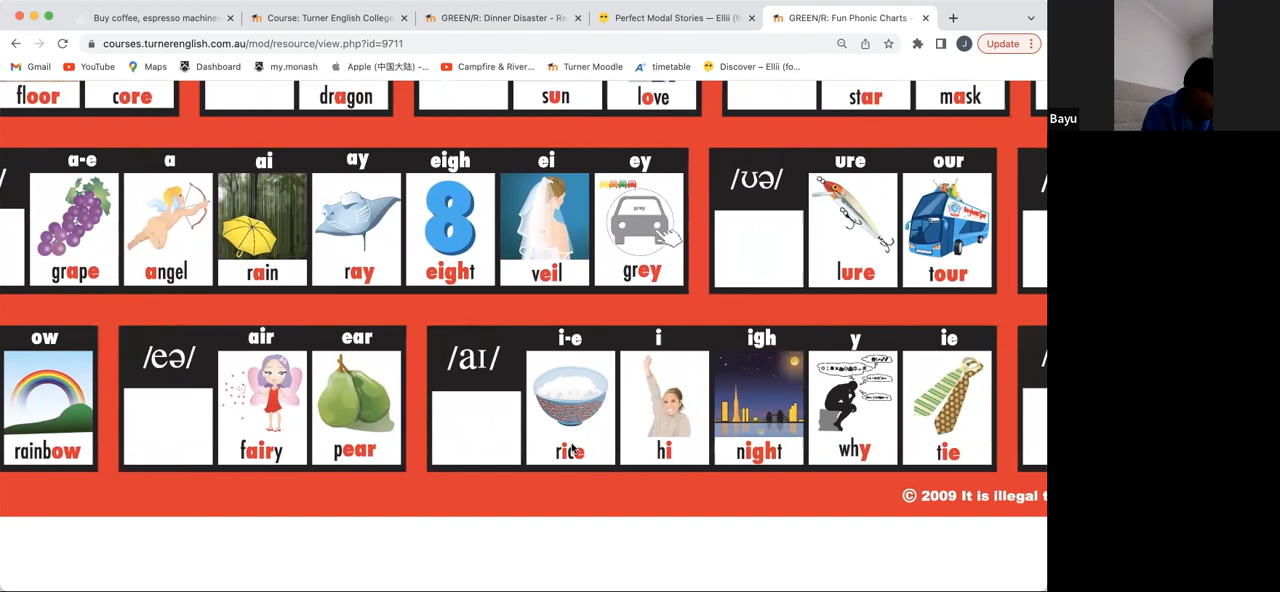 Buy coffee, espresso machines
Course: Turner English College
GREEN/R: Dinner Disaster - Re
Perfect Modal Stories — Ellii (fo
GREEN/R: Fun Phonic Charts -
courses.turnerenglish.com.au/mod/resource/view.php?id=9711
J
Update
Gmail
YouTube
Maps
Dashboard
my.monash
Apple (中国大陆) -...
Campfire & River...
Turner Moodle
timetable
Discover – Ellii (fo...
Bayu
floor
core
dragon
sun
love
star
mask
/
a-e
a
ai
ay
eigh
ei
ey
/ʊə/
ure
our
8
grey
grape
angel
rain
ray
eight
veil
grey
lure
tour
ow
/eə/
air
ear
/aɪ/
i-e
i
igh
y
ie
rainbow
fairy
pear
rice
hi
night
why
tie
© 2009 It is illegal